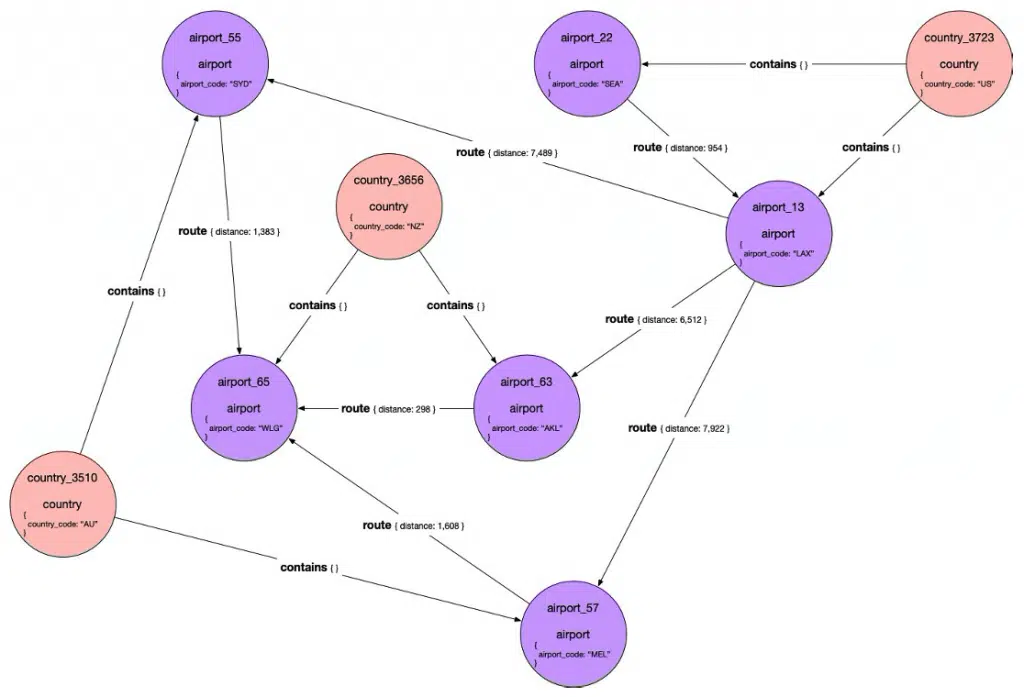 airport_55
airport
{
airport_code: "SYD"
}
airport_22
airport
{
airport_code: "SEA"
}
country_3723
country
{
country_code: "US"
}
contains { }
route { distance: 7,489 }
route { distance: 954 }
contains { }
country_3656
country
{
country_code: "NZ"
}
airport_13
airport
{
airport_code: "LAX"
}
route { distance: 1,383 }
contains { }
contains { }
contains { }
route { distance: 6,512 }
airport_65
airport
{
airport_code: "WLG"
}
route { distance: 298 }
airport_63
airport
{
airport_code: "AKL"
}
route { distance: 7,922 }
country_3510
country
{
country_code: "AU"
}
route { distance: 1,608 }
contains { }
airport_57
airport
{
airport_code: "MEL"
}